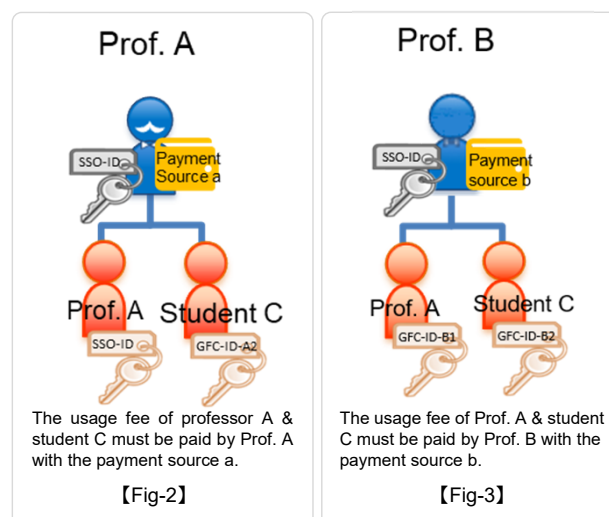 Prof. A
SSO-ID
Payment
Source a
Prof. A
Student C
SSO-ID
GFC-ID-A2
The usage fee of professor A &
student C must be paid by Prof. A
with the payment source a.
【Fig-2】
Prof. B
SSO-ID
Payment
source b
Prof. A
Student C
GFC-ID-B1
GFC-ID-B2
The usage fee of Prof. A & student
C must be paid by Prof. B with the
payment source b.
【Fig-3】